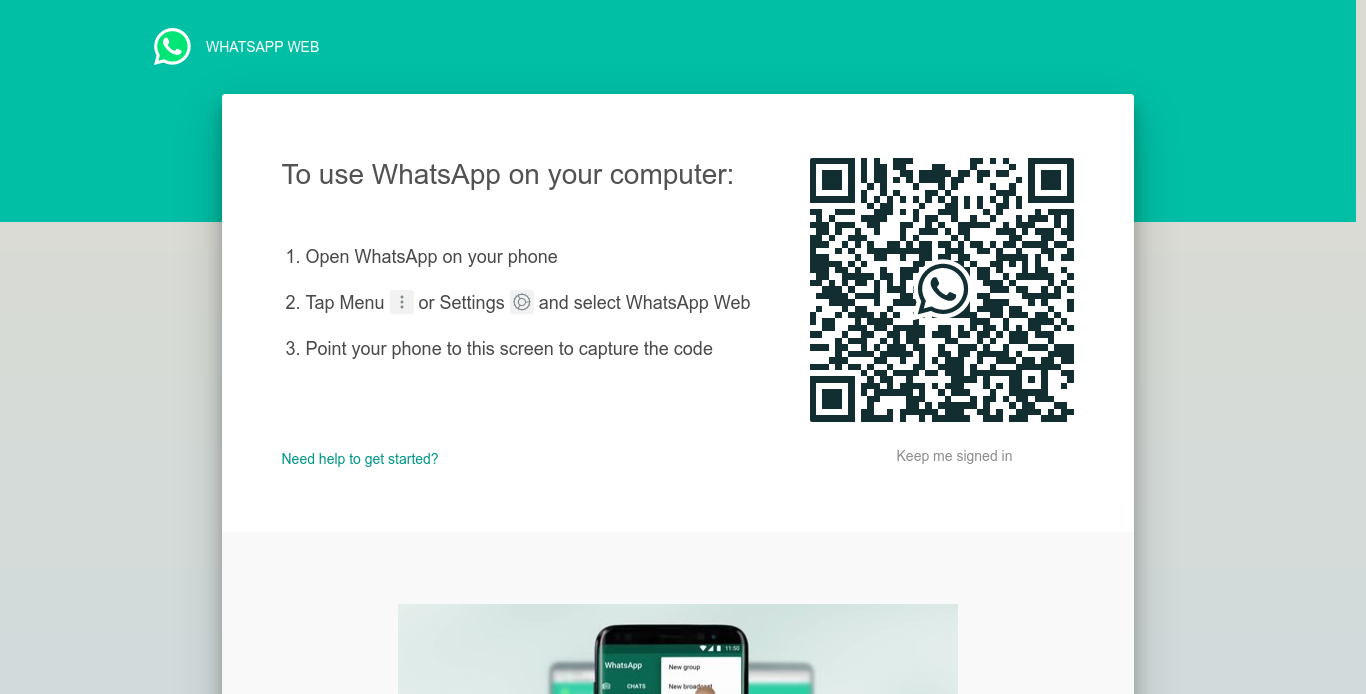 WHATSAPP WEB
To use WhatsApp on your computer:
1. Open WhatsApp on your phone
2. Tap Menu or Settings and select WhatsApp Web
3. Point your phone to this screen to capture the code
Need help to get started?
Keep me signed in
11:50
WhatsApp
New group
CHATS
New broadcast